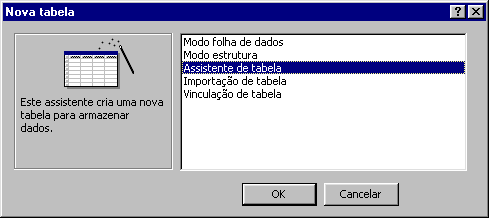 Nova tabela
Modo folha de dados
Modo estrutura
Assistente de tabela
Importação de tabela
Vinculação de tabela
Este assistente cria uma nova
tabela para armazenar
dados.
OK
Cancelar